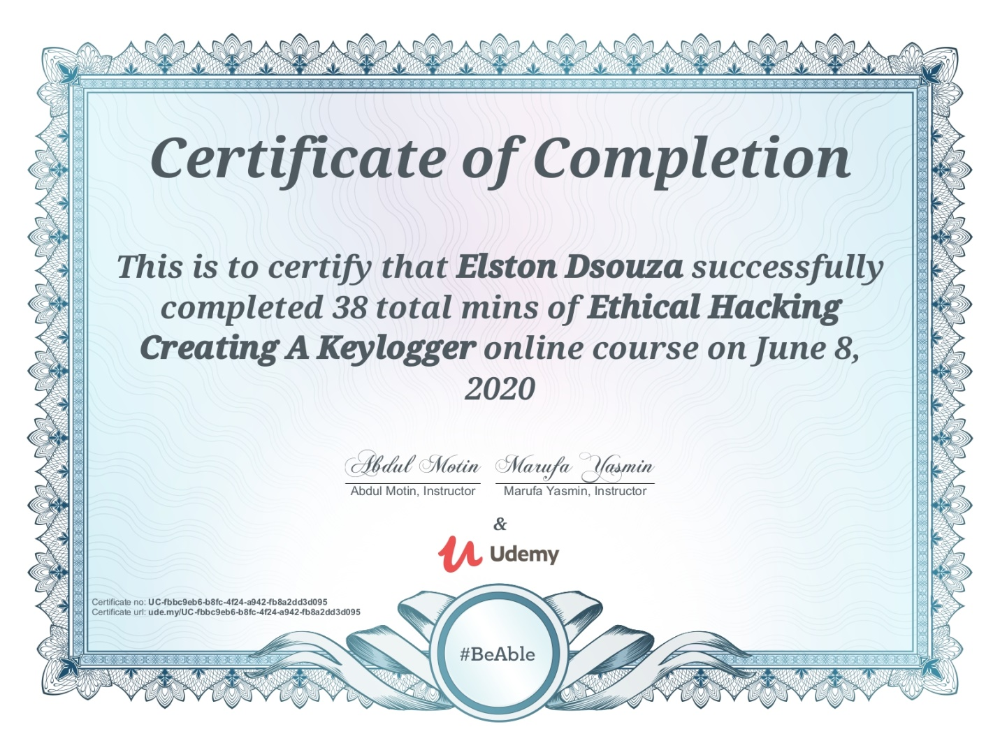 Certificate of Completion
This is to certify that Elston Dsouza successfully
completed 38 total mins of Ethical Hacking
Creating A Keylogger online course on June 8,
2020
Abdul Motin Marufa Yasmin
Abdul Motin, Instructor Marufa Yasmin, Instructor
&
Udemy
Certificate no: UC-fbbc9eb6-b8fc-4f24-a942-fb8a2dd3d095
Certificate url: ude.my/UC-fbbc9eb6-b8fc-4f24-a942-fb8a2dd3d095
#BeAble